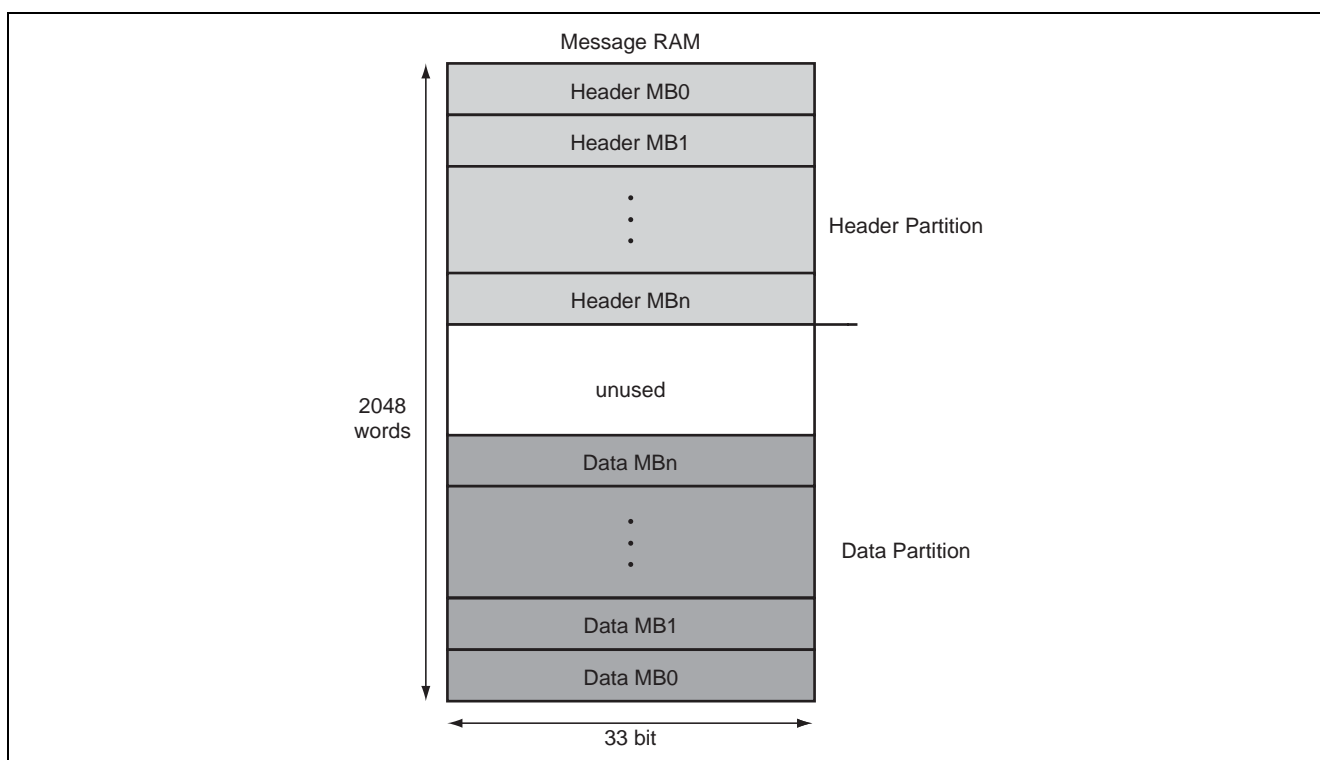 Message RAM
Header MB0
Header MB1
Header Partition
Header MBn
unused
2048
words
Data MBn
Data Partition
Data MB1
Data MB0
33 bit